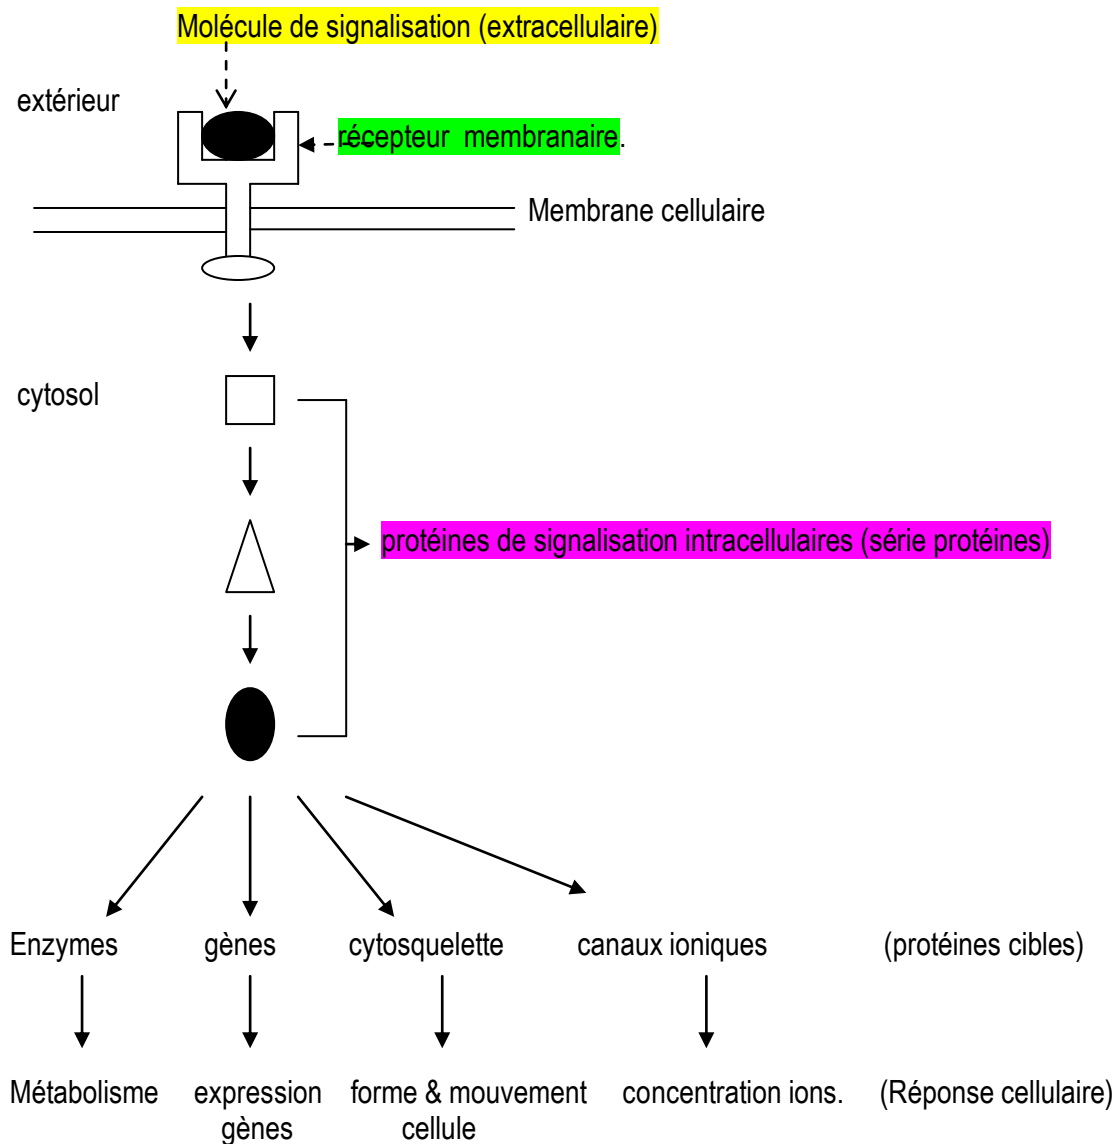 Molécule de signalisation (extracellulaire)
extérieur
récepteur membranaire.
Membrane cellulaire
cytosol
protéines de signalisation intracellulaires (série protéines)
Enzymes gènes cytosquelette canaux ioniques (protéines cibles)
Métabolisme expression forme & mouvement concentration ions. (Réponse cellulaire)
gènes cellule